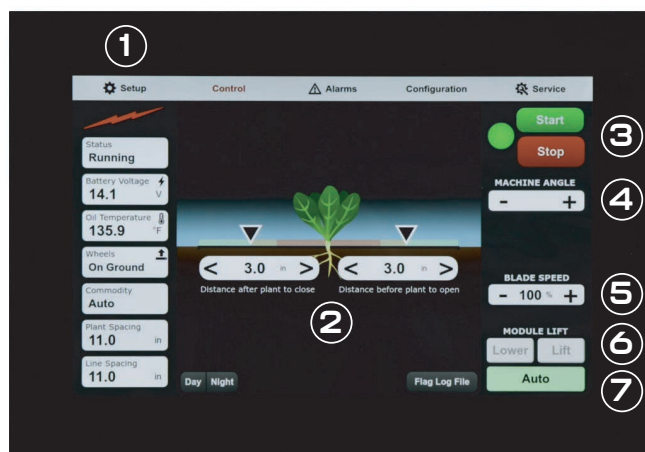 1
Setup Control Alarms Configuration Service
Status
Running
Battery Voltage
14.1 V
Oil Temperature
135.9 °F
Wheels
On Ground
Commodity
Auto
Plant Spacing
11.0 in
Line Spacing
11.0 in
< 3.0 in >
Distance after plant to close
< 3.0 in >
Distance before plant to open
2
Day Night
Flag Log File
Start
Stop
3
MACHINE ANGLE
- +
4
BLADE SPEED
- 100 % +
5
MODULE LIFT
Lower Lift
6
Auto
7